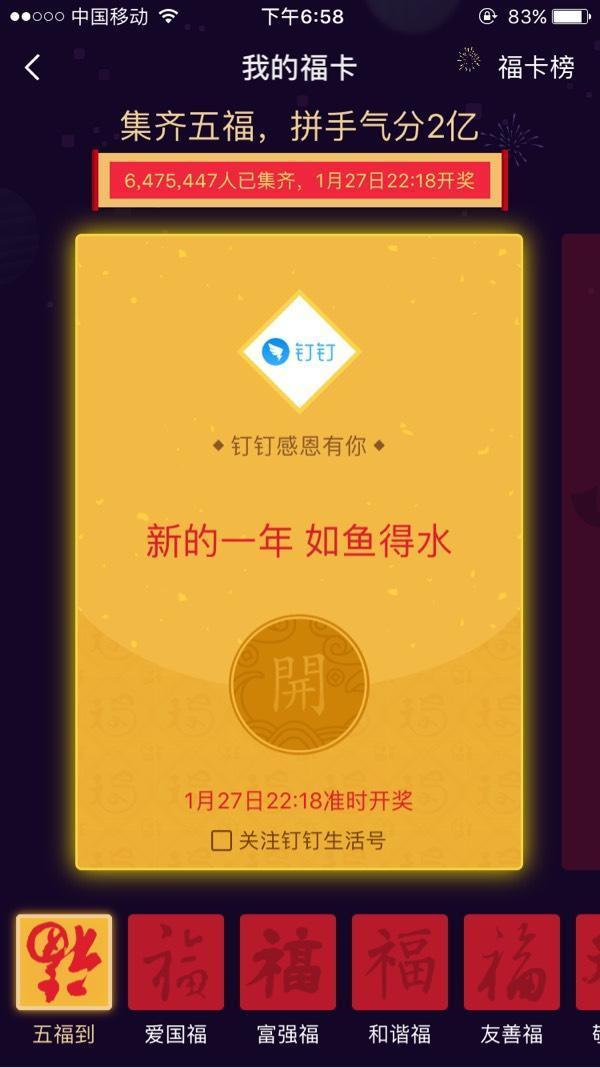 中国移动 下午6:58 83%
我的福卡 福卡榜
集齐五福，拼手气分2亿
6,475,447人已集齐，1月27日22:18开奖
钉钉
钉钉感恩有你
新的一年 如鱼得水
開
1月27日22:18准时开奖
关注钉钉生活号
福 福 福 福 福
五福到 爱国福 富强福 和谐福 友善福